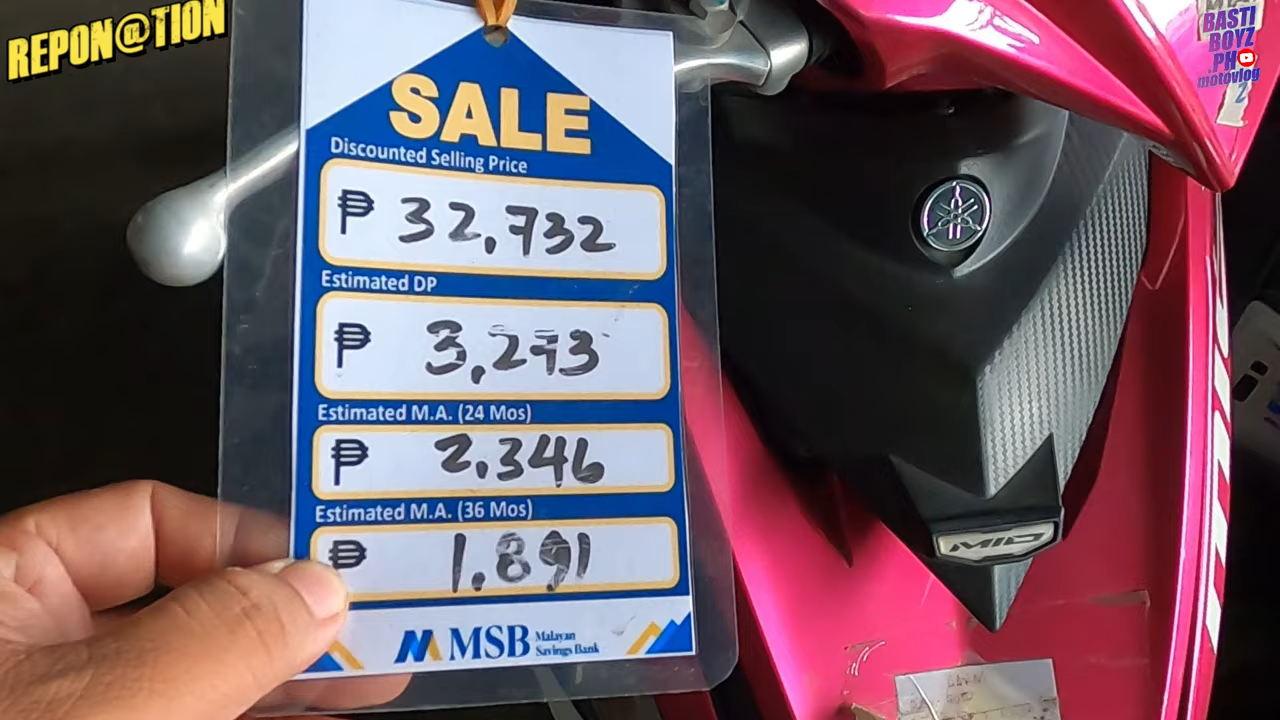 REPON@TION
BASTI
BOYZ
.PH
motovlog
Z
SALE
Discounted Selling Price
₱ 32,732
Estimated DP
₱ 3,273
Estimated M.A. (24 Mos)
₱ 2,346
Estimated M.A. (36 Mos)
₱ 1,891
MSB Malayan
Savings Bank
MIO